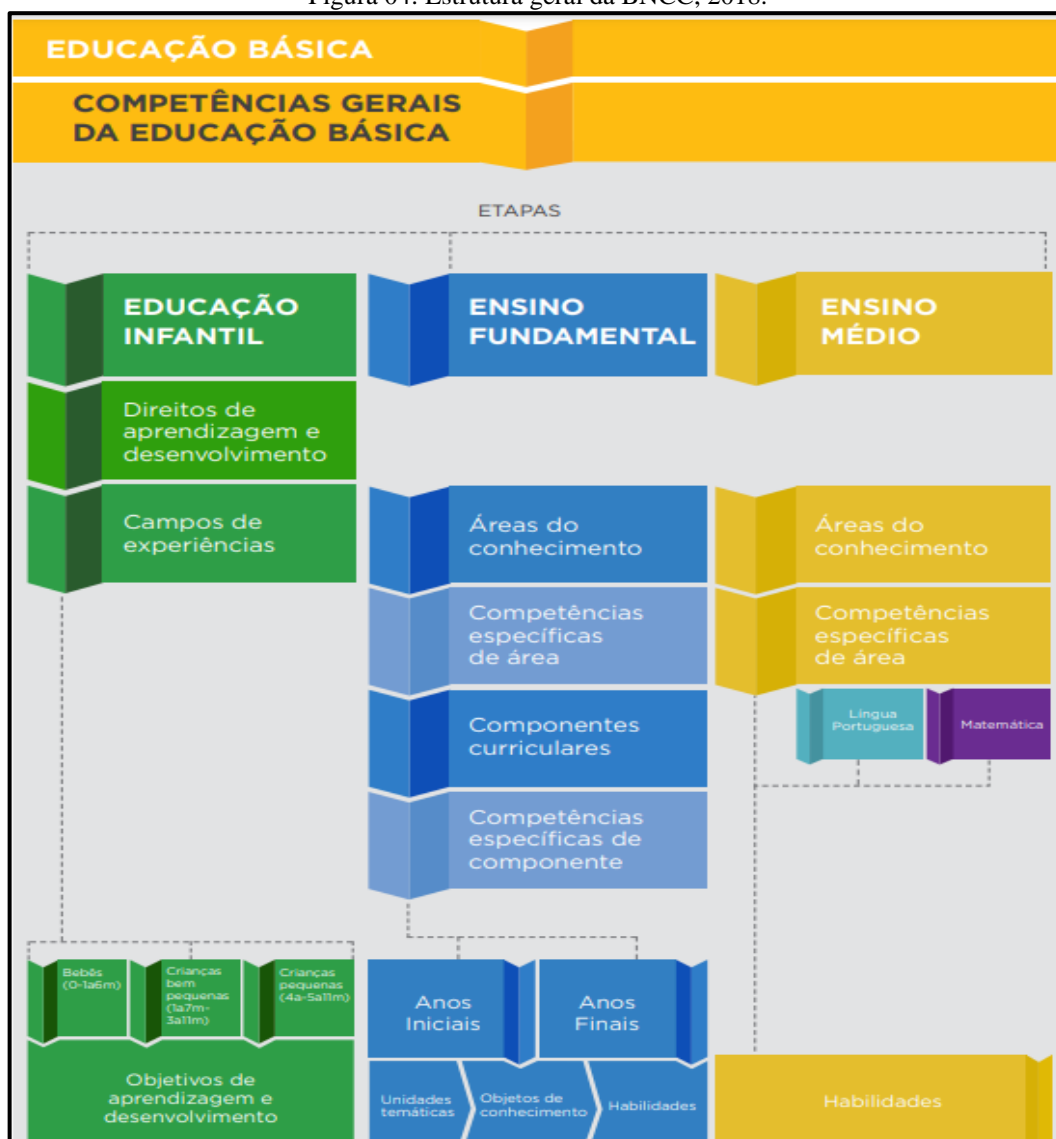 Figura 04: Estrutura geral da BNCC, 2018.
EDUCAÇÃO BÁSICA
COMPETÊNCIAS GERAIS
DA EDUCAÇÃO BÁSICA
ETAPAS
EDUCAÇÃO
INFANTIL
Direitos de
aprendizagem e
desenvolvimento
Campos de
experiências
Bebês
(0-1a6m)
Crianças
bem
pequenas
(1a7m-
3a11m)
Crianças
pequenas
(4a-5a11m)
Objetivos de
aprendizagem e
desenvolvimento
ENSINO
FUNDAMENTAL
Áreas do
conhecimento
Competências
específicas
de área
Componentes
curriculares
Competências
específicas de
componente
Anos
Iniciais
Anos
Finais
Unidades
temáticas
Objetos de
conhecimento
Habilidades
ENSINO
MÉDIO
Áreas do
conhecimento
Competências
específicas
de área
Língua
Portuguesa
Matemática
Habilidades